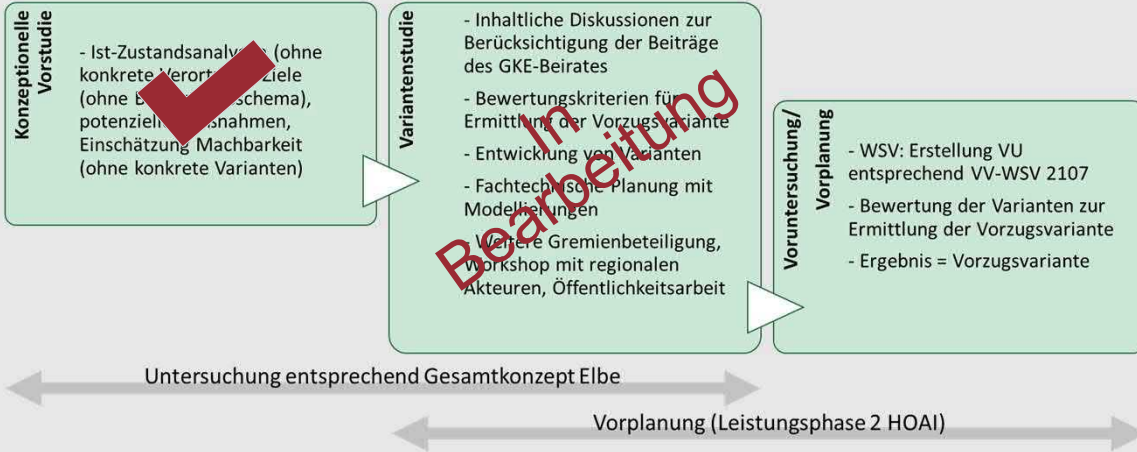 Konzeptionelle
Vorstudie
- Ist-Zustandsanalyse (ohne
konkrete Ziele
(ohne
potenzielle
Einschätzung Machbarkeit
(ohne konkrete Varianten)
Variantenstudie
- Inhaltliche Diskussionen zur
Berücksichtigung der Beiträge
des GKE-Beirates
- Bewertungskriterien für
Ermittlung der Vorzugsvariante
- Entwicklung von Varianten
- Fachtechnische Planung mit
Modellierungen
- Weitere Gremienbeteiligung,
Workshop mit regionalen
Akteuren, Öffentlichkeitsarbeit
In
Bearbeitung
Voruntersuchung/
Vorplanung
- WSV: Erstellung VU
entsprechend VV-WSV 2107
- Bewertung der Varianten zur
Ermittlung der Vorzugsvariante
- Ergebnis = Vorzugsvariante
Untersuchung entsprechend Gesamtkonzept Elbe
Vorplanung (Leistungsphase 2 HOAI)